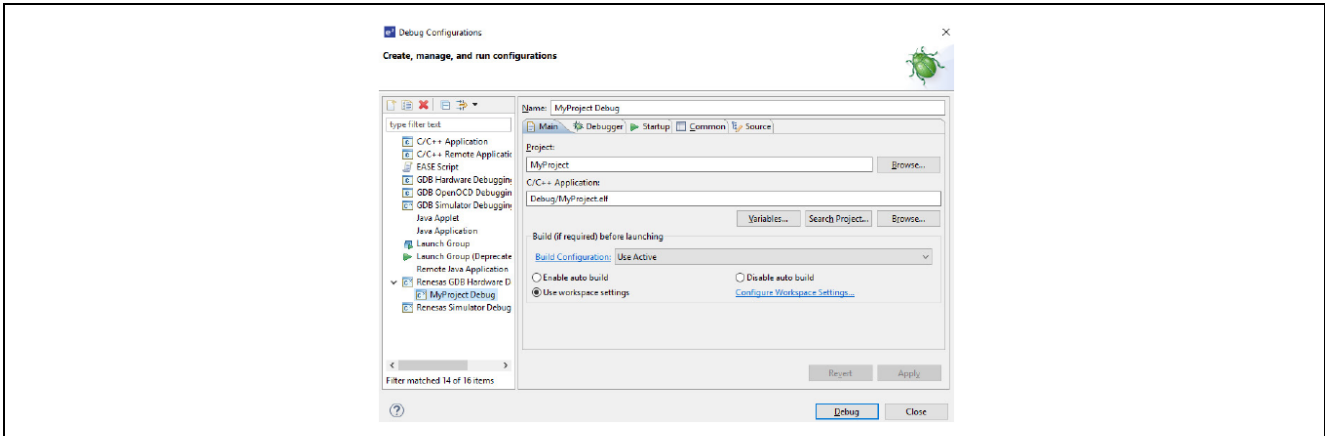 Debug Configurations
Create, manage, and run configurations
Name: MyProject Debug
type filter text
Main Debugger Startup Common Source
C/C++ Application
C/C++ Remote Applicatic
EASE Script
GDB Hardware Debugging
GDB OpenOCD Debuggin
GDB Simulator Debugging
Java Applet
Java Application
Launch Group
Launch Group (Deprecate
Remote Java Application
Renesas GDB Hardware D
MyProject Debug
Renesas Simulator Debug
Filter matched 14 of 16 items
Project:
MyProject
Browse...
C/C++ Application:
Debug/MyProject.elf
Variables... Search Project... Browse...
Build (if required) before launching
Build Configuration: Use Active
Enable auto build Disable auto build
Use workspace settings Configure Workspace Settings...
Revert Apply
Debug Close